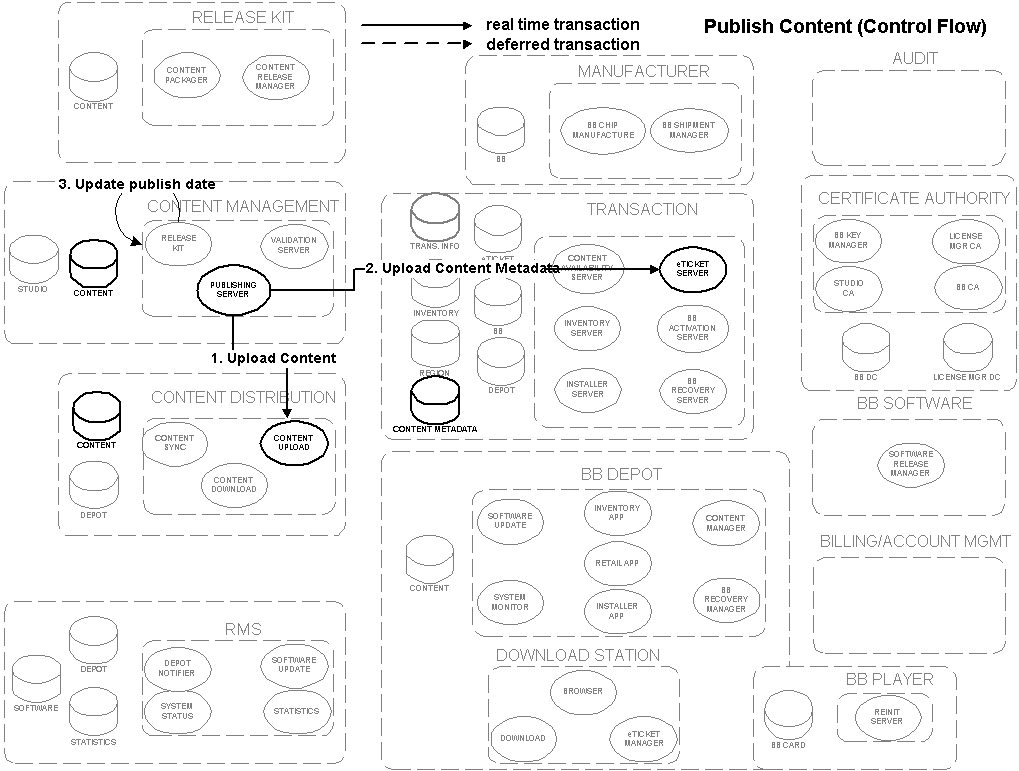 RELEASE KIT
CONTENT
CONTENT
PACKAGER
CONTENT
RELEASE
MANAGER
real time transaction
deferred transaction
Publish Content (Control Flow)
MANUFACTURER
BB
BB CHIP
MANUFACTURE
BB SHIPMENT
MANAGER
AUDIT
3. Update publish date
CONTENT MANAGEMENT
STUDIO
CONTENT
RELEASE
KIT
VALIDATION
SERVER
PUBLISHING
SERVER
TRANSACTION
TRANS. INFO
eTICKET
INVENTORY
BB
REGION
DEPOT
CONTENT METADATA
2. Upload Content Metadata
CONTENT
AVAILABILITY
SERVER
eTICKET
SERVER
INVENTORY
SERVER
BB
ACTIVATION
SERVER
INSTALLER
SERVER
BB
RECOVERY
SERVER
CERTIFICATE AUTHORITY
BB KEY
MANAGER
LICENSE
MGR CA
STUDIO
CA
BB CA
BB DC
LICENSE MGR DC
1. Upload Content
CONTENT DISTRIBUTION
CONTENT
DEPOT
CONTENT
SYNC
CONTENT
UPLOAD
CONTENT
DOWNLOAD
BB SOFTWARE
SOFTWARE
RELEASE
MANAGER
BB DEPOT
CONTENT
SOFTWARE
UPDATE
INVENTORY
APP
CONTENT
MANAGER
RETAIL APP
SYSTEM
MONITOR
INSTALLER
APP
BB
RECOVERY
MANAGER
BILLING/ACCOUNT MGMT
RMS
SOFTWARE
DEPOT
STATISTICS
DEPOT
NOTIFIER
SOFTWARE
UPDATE
SYSTEM
STATUS
STATISTICS
DOWNLOAD STATION
BROWSER
DOWNLOAD
eTICKET
MANAGER
BB PLAYER
BB CARD
REINIT
SERVER